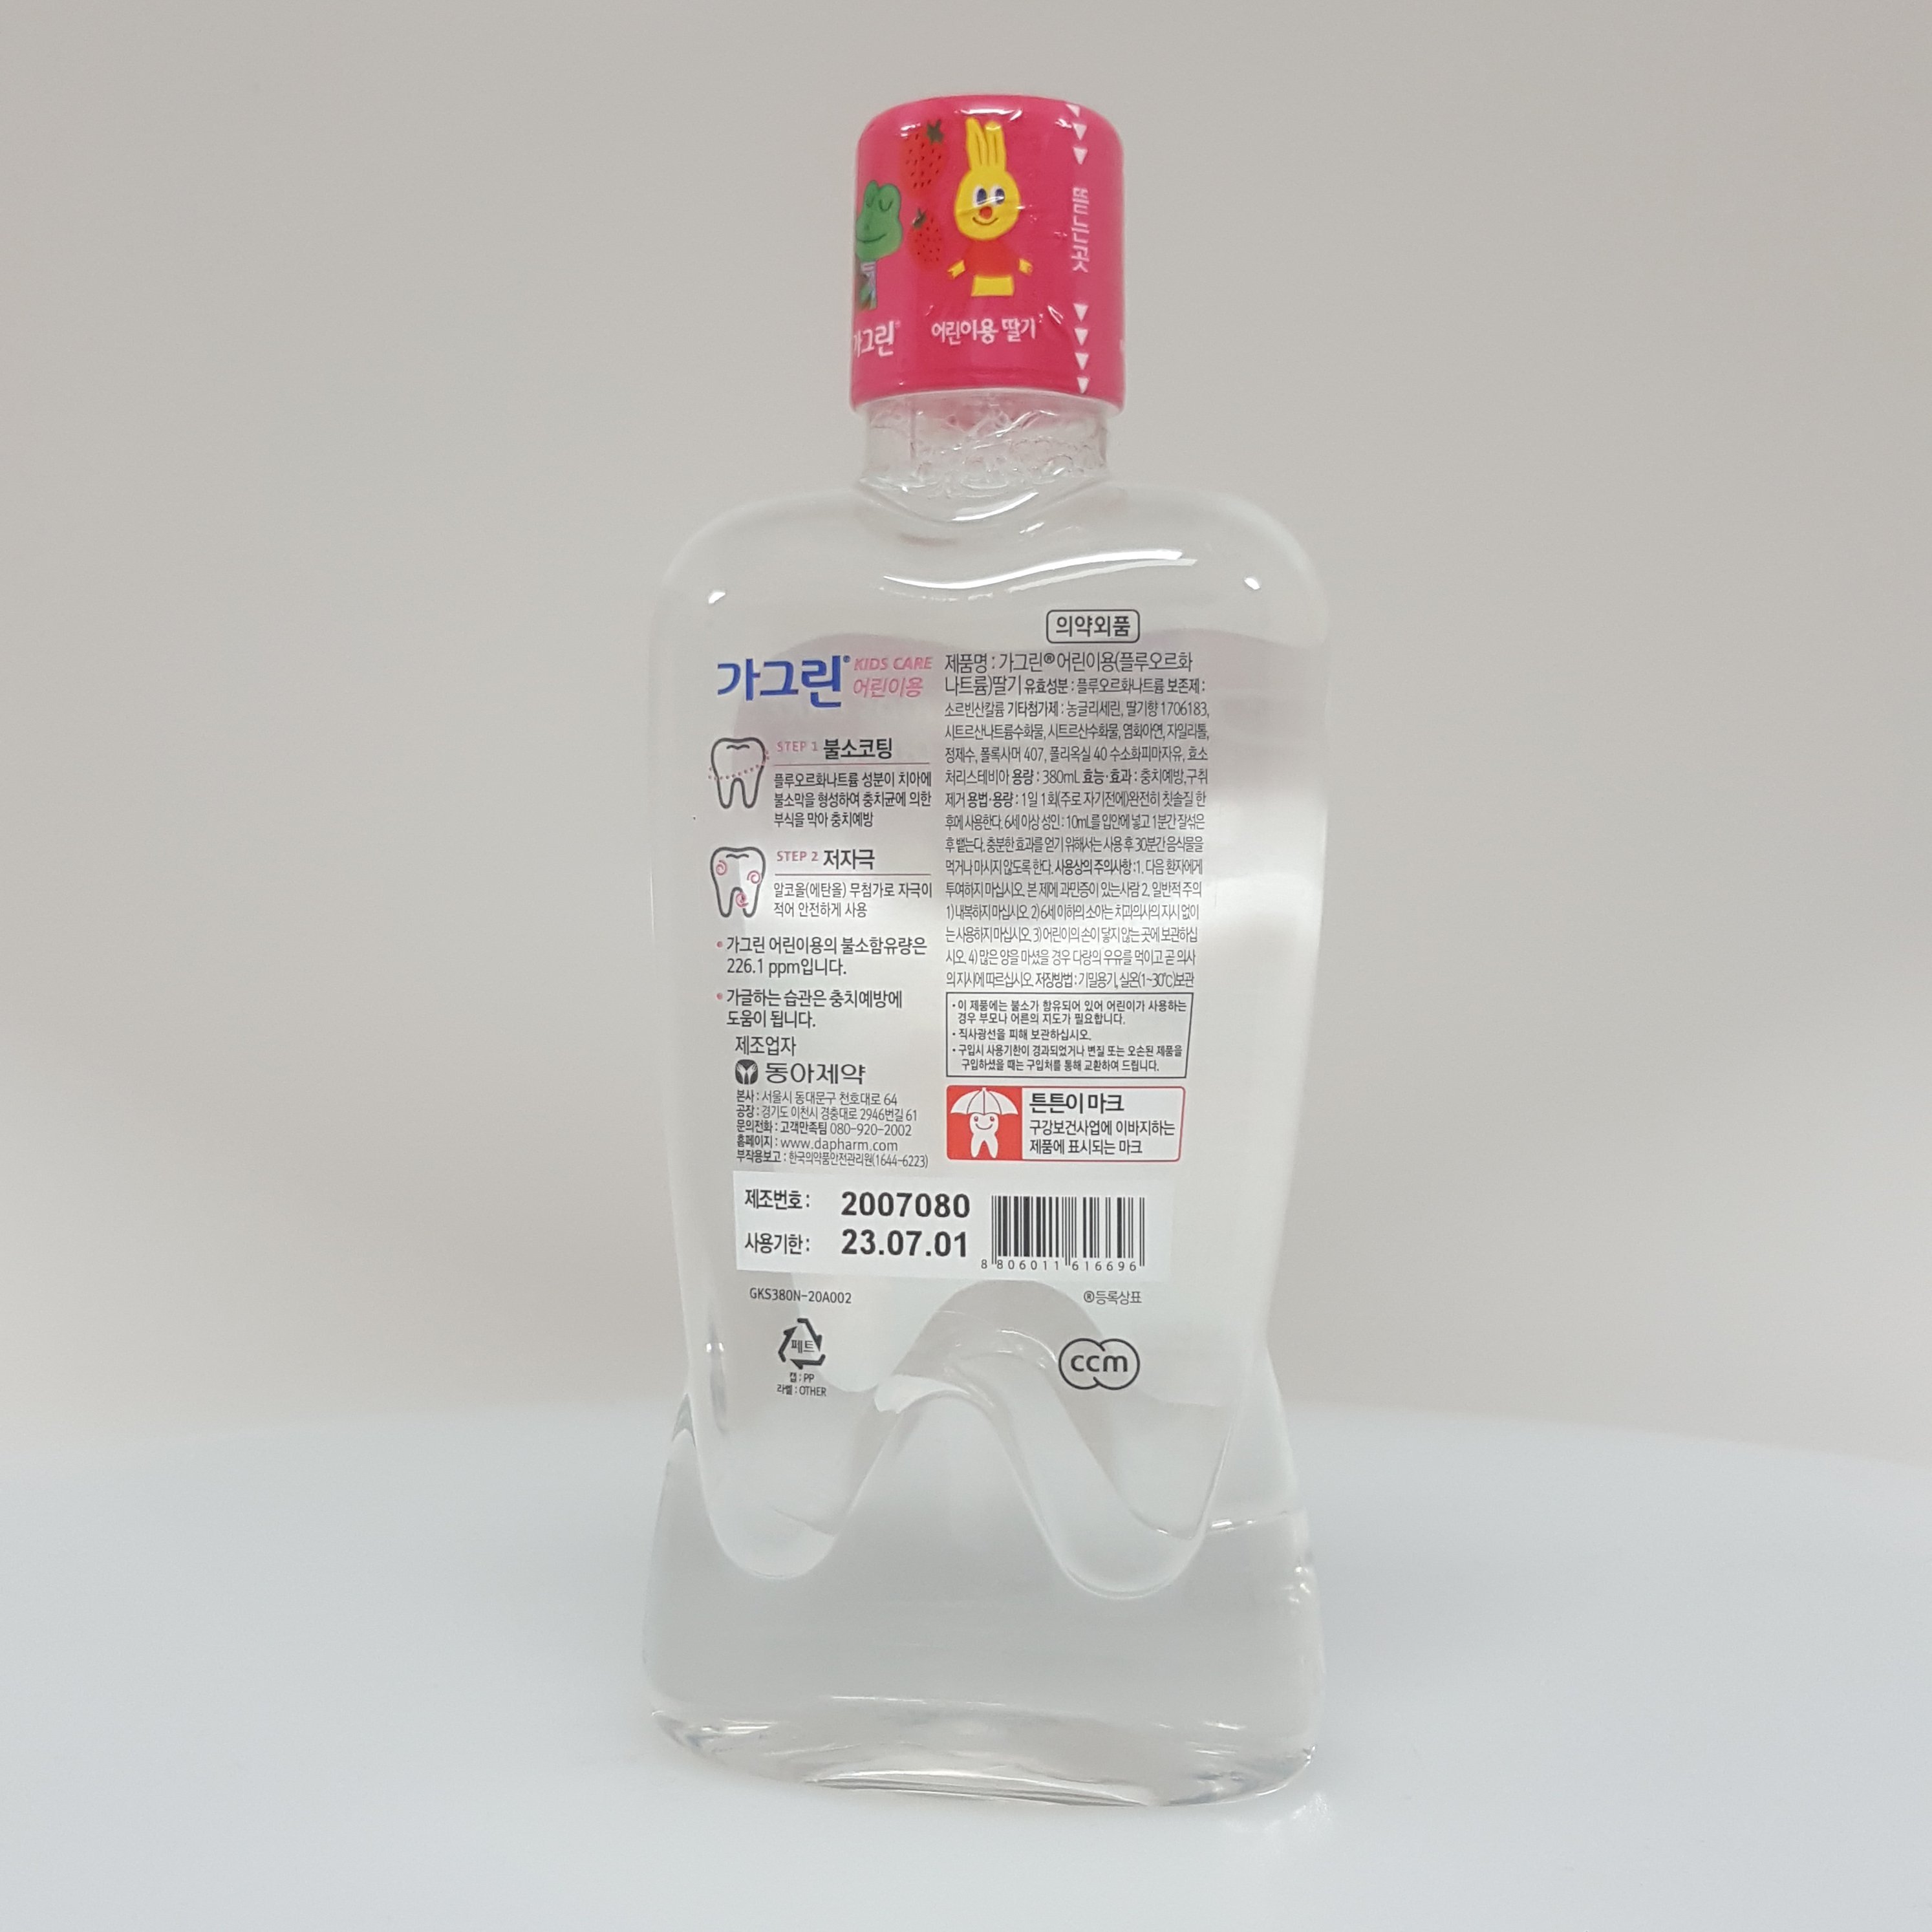 뜯는곳
가그린
어린이용 딸기
의약외품
가그린® KIDS CARE
어린이용
STEP 1 불소코팅
플루오르화나트륨 성분이 치아에
불소막을 형성하여 충치균에 의한
부식을 막아 충치예방
STEP 2 저자극
알코올(에탄올) 무첨가로 자극이
적어 안전하게 사용
• 가그린 어린이용의 불소함유량은
226.1 ppm입니다.
• 가글하는 습관은 충치예방에
도움이 됩니다.
제조업자
동아제약
본사 : 서울시 동대문구 천호대로 64
공장 : 경기도 이천시 경충대로 2946번길 61
문의전화 : 고객만족팀 080-920-2002
홈페이지 : www.dapharm.com
부작용보고 : 한국의약품안전관리원(1644-6223)
제품명 : 가그린®어린이용(플루오르화
나트륨)딸기 유효성분 : 플루오르화나트륨 보존제 :
소르빈산칼륨 기타첨가제 : 농글리세린, 딸기향 1706183,
시트르산나트륨수화물, 시트르산수화물, 염화아연, 자일리톨,
정제수, 폴록사머 407, 폴리옥실 40 수소화피마자유, 효소
처리스테비아 용량 : 380mL 효능·효과 : 충치예방,구취
제거 용법·용량 : 1일 1회(주로 자기전에)완전히 칫솔질 한
후에 사용한다. 6세 이상 성인 : 10mL를 입안에 넣고 1분간 잘섞은
후 뱉는다. 충분한 효과를 얻기 위해서는 사용 후 30분간 음식물을
먹거나 마시지 않도록 한다. 사용상의 주의사항 : 1. 다음 환자에게
투여하지 마십시오. 본 제에 과민증이 있는 사람 2. 일반적 주의
1) 내복하지 마십시오. 2) 6세 이하의 소아는 치과의사의 지시 없이
는 사용하지 마십시오. 3) 어린이의 손이 닿지 않는 곳에 보관하십
시오. 4) 많은 양을 마셨을 경우 다량의 우유를 먹이고 곧 의사
의 지시에 따르십시오. 저장방법 : 기밀용기, 실온(1~30℃)보관
• 이 제품에는 불소가 함유되어 있어 어린이가 사용하는
경우 부모나 어른의 지도가 필요합니다.
• 직사광선을 피해 보관하십시오.
• 구입시 사용기한이 경과되었거나 변질 또는 오손된 제품을
구입하셨을 때는 구입처를 통해 교환하여 드립니다.
튼튼이 마크
구강보건사업에 이바지하는
제품에 표시되는 마크
제조번호 : 2007080
사용기한 : 23.07.01
8 806011 616696
GKS380N-20A002
®등록상표
페트
캡 : PP
라벨 : OTHER
ccm